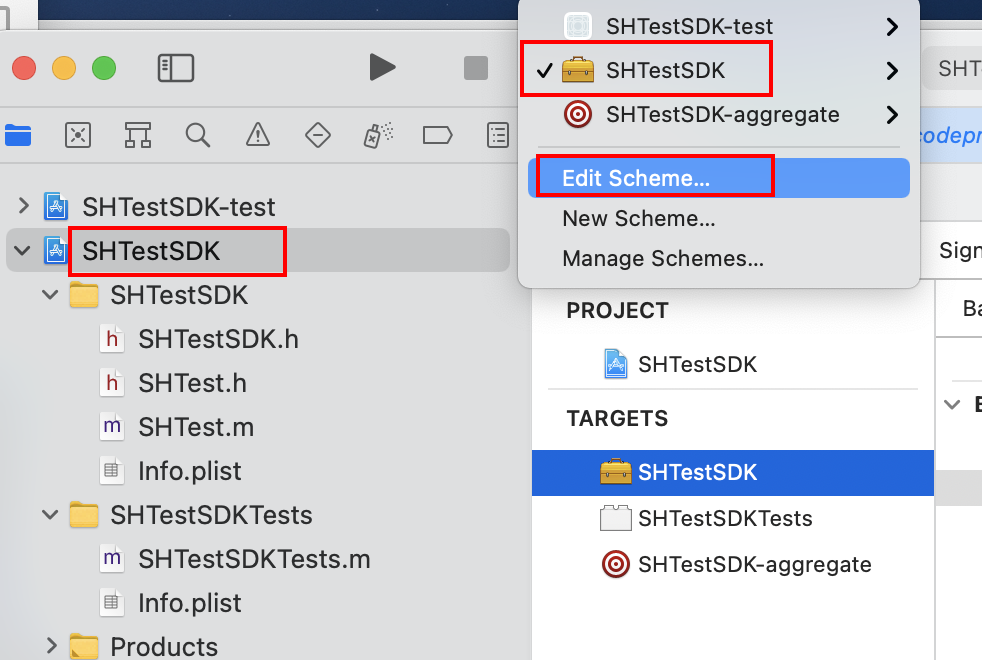 SHTestSDK-test
SHTestSDK
SHTestSDK-aggregate
Edit Scheme...
New Scheme...
Manage Schemes...
SHTestSDK-test
SHTestSDK
SHTestSDK
h SHTestSDK.h
h SHTest.h
m SHTest.m
Info.plist
SHTestSDKTests
m SHTestSDKTests.m
Info.plist
Products
PROJECT
SHTestSDK
TARGETS
SHTestSDK
SHTestSDKTests
SHTestSDK-aggregate
SHT
codepr
Sign
Ba